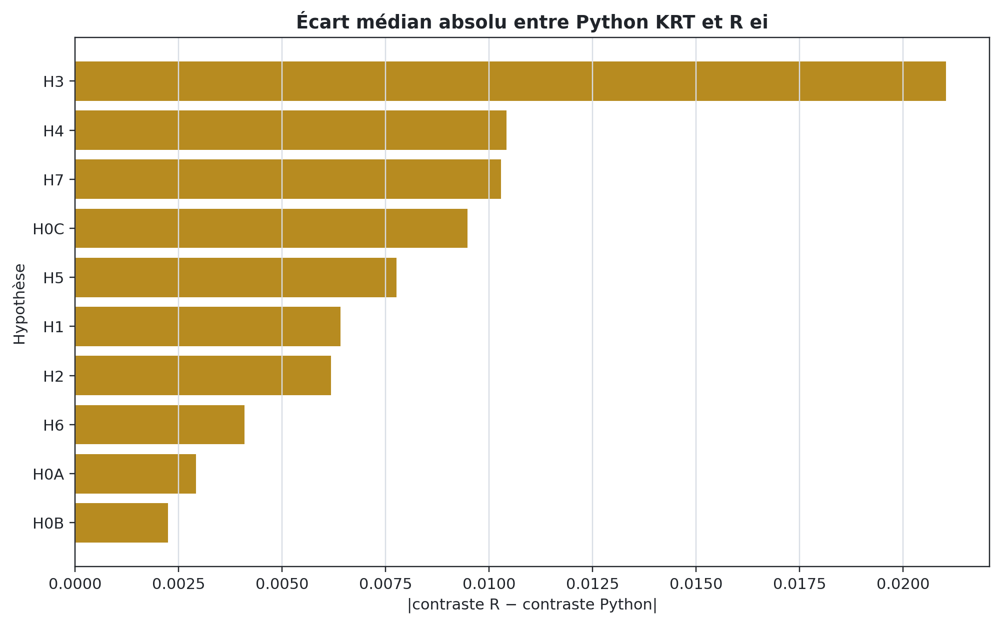 Écart médian absolu entre Python KRT et R ei
Hypothèse
H3
H4
H7
H0C
H5
H1
H2
H6
H0A
H0B
0.0000 0.0025 0.0050 0.0075 0.0100 0.0125 0.0150 0.0175 0.0200
|contraste R − contraste Python|